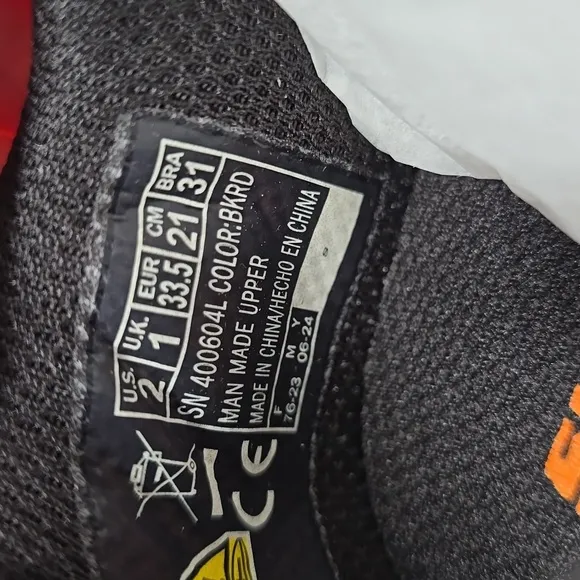 U.S. U.K. EUR CM BRA
2 1 33.5 21 31
SN 400604L COLOR:BKRD
MAN MADE UPPER
MADE IN CHINA/HECHO EN CHINA
F M Y
76-23 06-24
CE